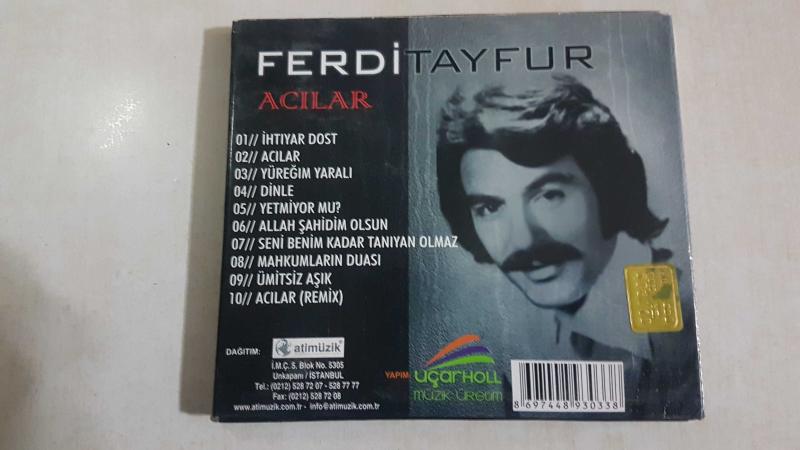 FERDİTAYFUR
ACILAR
01// İHTIYAR DOST
02// ACILAR
03// YÜREĞIM YARALI
04// DİNLE
05// YETMİYOR MU?
06// ALLAH ŞAHİDİM OLSUN
07// SENİ BENİM KADAR TANIYAN OLMAZ
08// MAHKUMLARIN DUASI
09// ÜMİTSİZ AŞIK
10// ACILAR (REMİX)
DAĞITIM: atimüzik
İ.M.Ç. 5. Blok No. 5305
Unkapanı / İSTANBUL
Tel.: (0212) 528 72 07 - 528 77 77
Fax: (0212) 528 72 08
www.atimuzik.com.tr - info@atimuzik.com.tr
YAPIM: uçarHOLL
müzik üretim
8 697448 930338